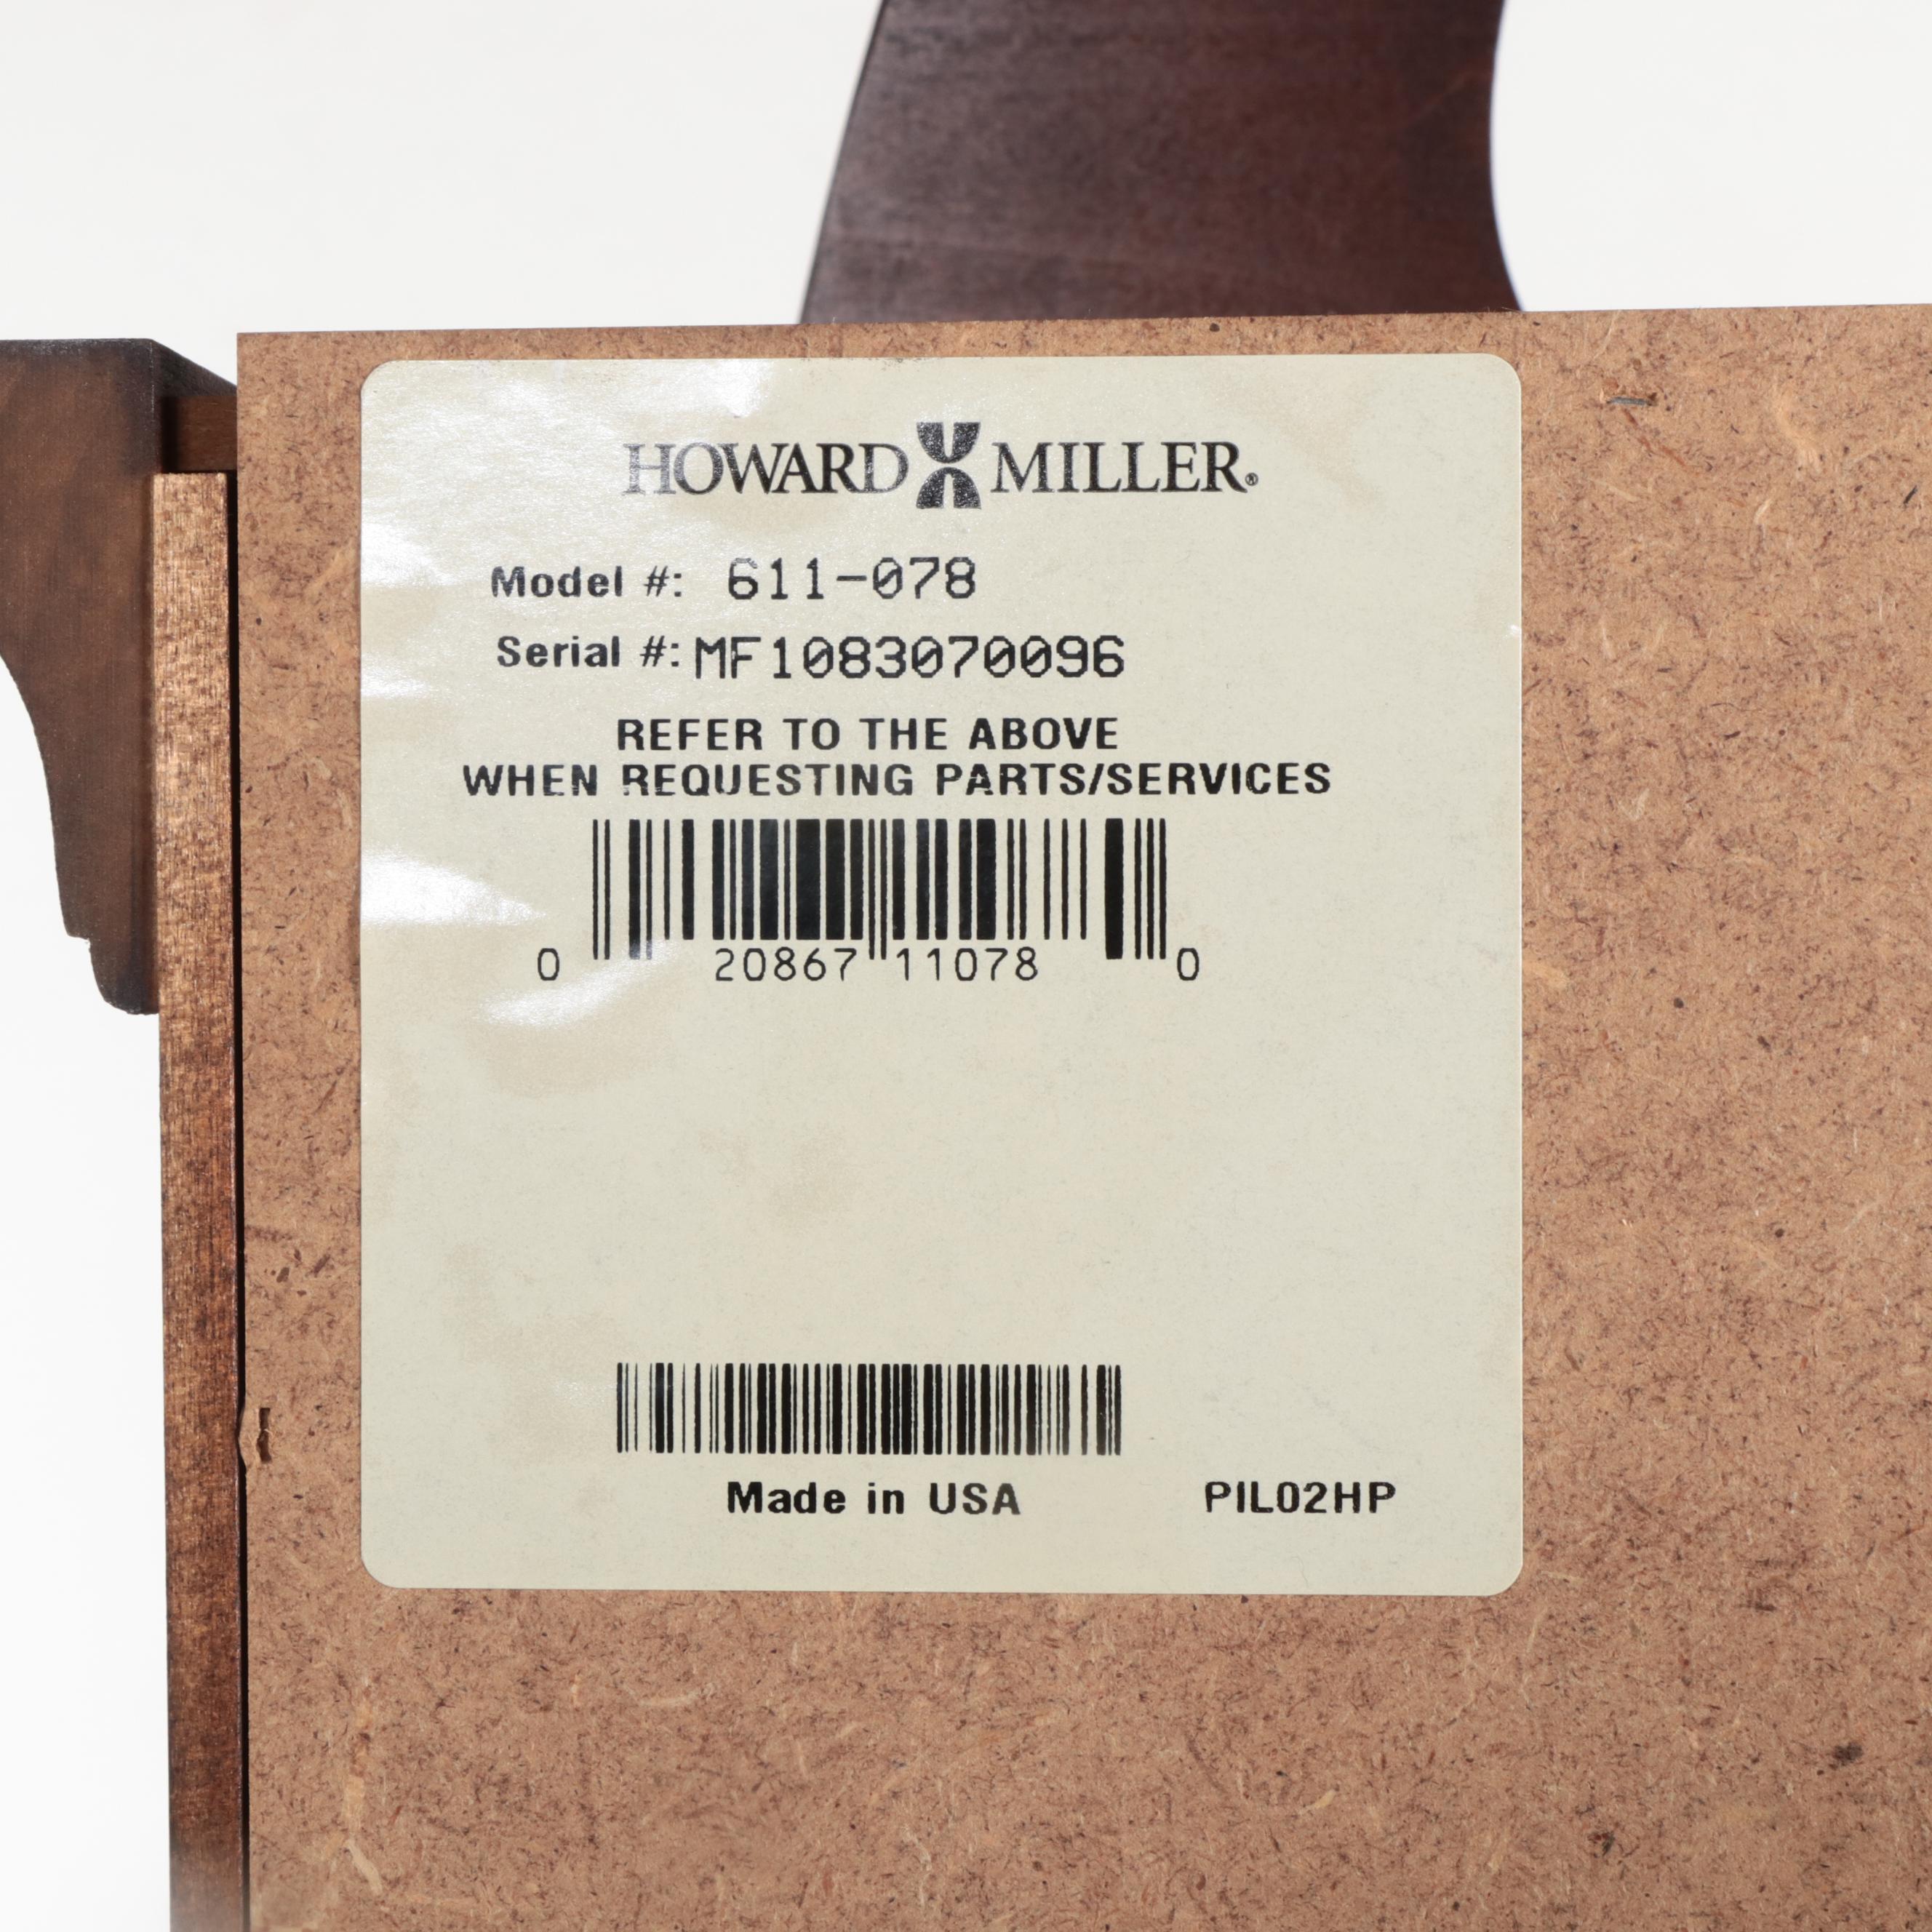 HOWARD MILLER®
Model #: 611-078
Serial #: MF1083070096
REFER TO THE ABOVE
WHEN REQUESTING PARTS/SERVICES
0 20867 11078 0
Made in USA PIL02HP